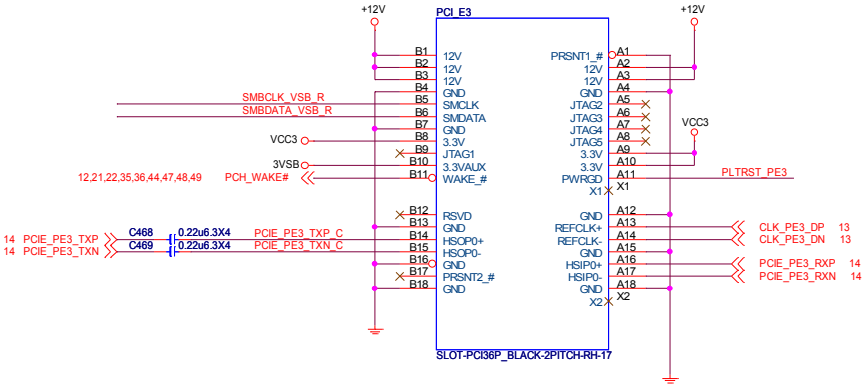 +12V PCI_E3 +12V
B1 12V PRSNT1_# A1
B2 12V 12V A2
B3 12V 12V A3
B4 GND GND A4
SMBCLK_VSB_R B5 SMCLK JTAG2 A5
SMBDATA_VSB_R B6 SMDATA JTAG3 A6
B7 GND JTAG4 A7 VCC3
VCC3 B8 3.3V JTAG5 A8
B9 JTAG1 3.3V A9
3VSB B10 3.3VAUX 3.3V A10
12,21,22,35,36,44,47,48,49 PCH_WAKE# B11 WAKE_# PWRGD A11 PLTRST_PE3
X1 X1
B12 RSVD GND A12
B13 GND REFCLK+ A13 CLK_PE3_DP 13
14 PCIE_PE3_TXP C468 0.22u6.3X4 PCIE_PE3_TXP_C B14 HSOP0+ REFCLK- A14 CLK_PE3_DN 13
14 PCIE_PE3_TXN C469 0.22u6.3X4 PCIE_PE3_TXN_C B15 HSOP0- GND A15
B16 GND HSIP0+ A16 PCIE_PE3_RXP 14
B17 PRSNT2_# HSIP0- A17 PCIE_PE3_RXN 14
B18 GND GND A18
X2 X2
SLOT-PCI36P_BLACK-2PITCH-RH-17